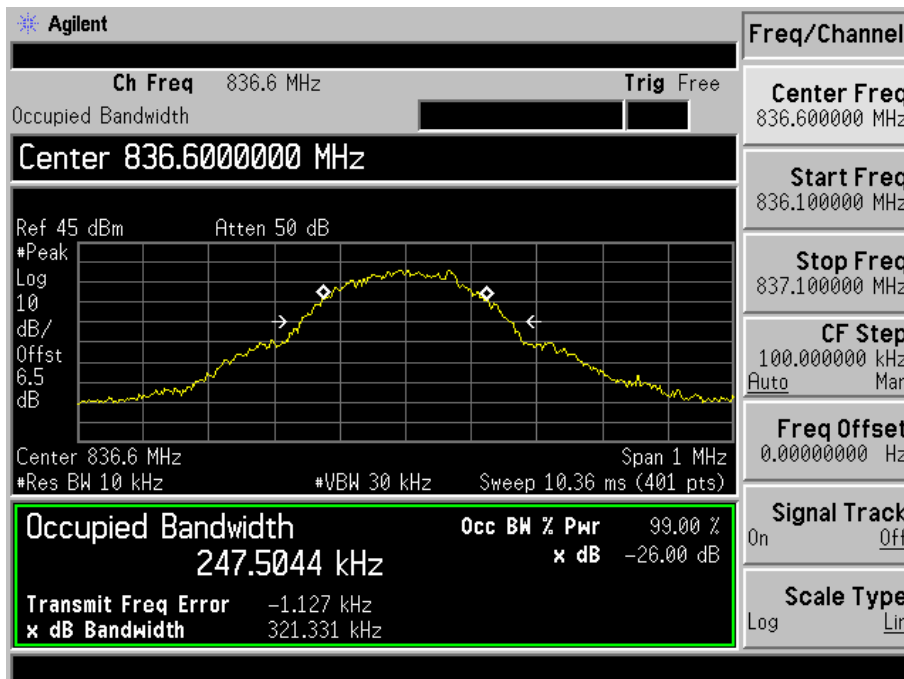 Agilent
Freq/Channel
Ch Freq 836.6 MHz Trig Free
Occupied Bandwidth
Center 836.6000000 MHz
Ref 45 dBm Atten 50 dB
#Peak
Log
10
dB/
Offst
6.5
dB
Center 836.6 MHz Span 1 MHz
#Res BW 10 kHz #VBW 30 kHz Sweep 10.36 ms (401 pts)
Occupied Bandwidth
247.5044 kHz
Occ BW % Pwr 99.00 %
x dB -26.00 dB
Transmit Freq Error -1.127 kHz
x dB Bandwidth 321.331 kHz
Center Freq
836.600000 MHz
Start Freq
836.100000 MHz
Stop Freq
837.100000 MHz
CF Step
100.000000 kHz
Auto Man
Freq Offset
0.00000000 Hz
Signal Track
On Off
Scale Type
Log Lin